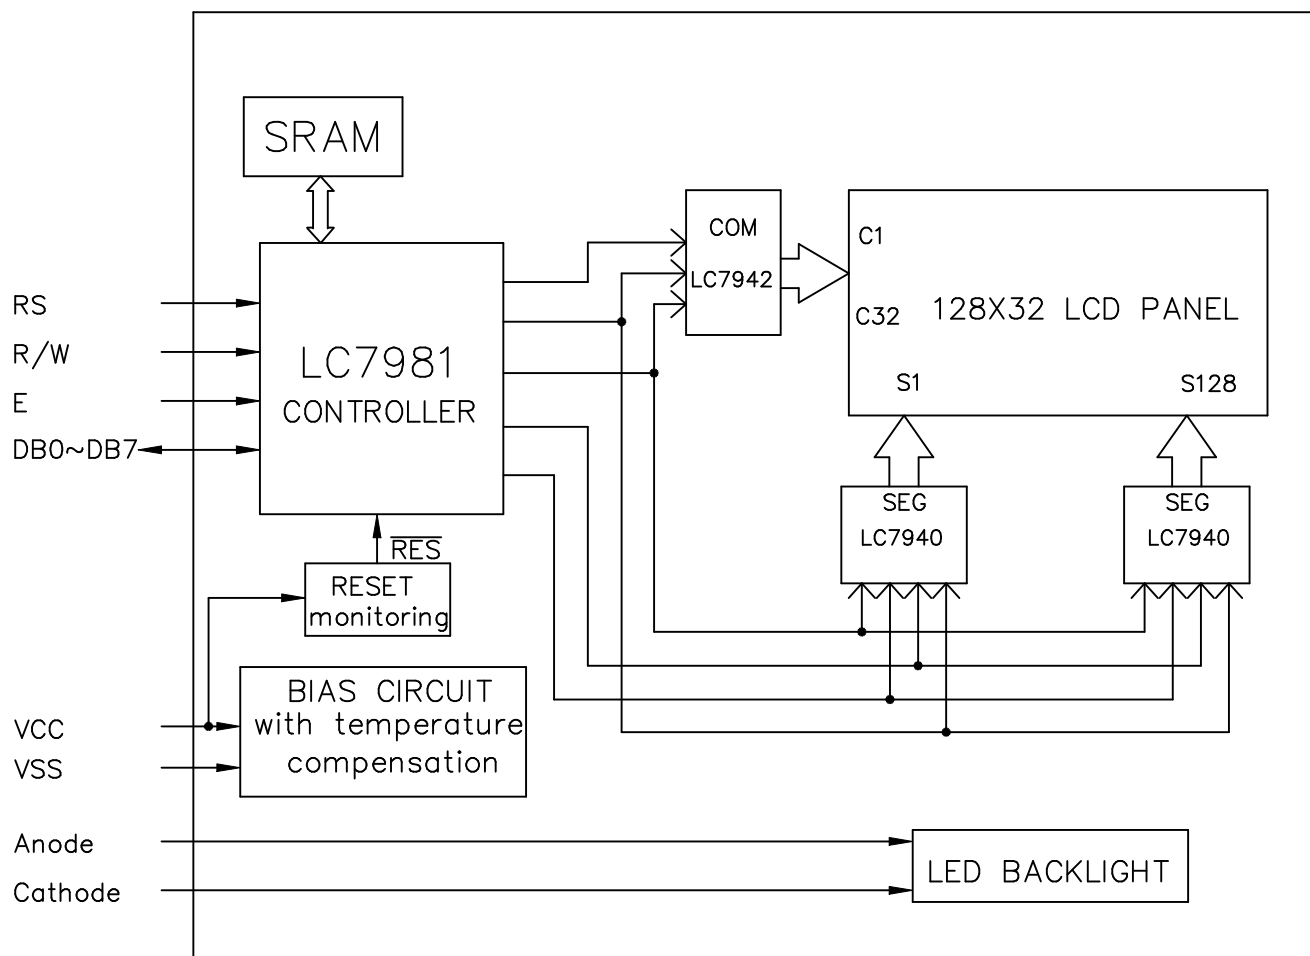 SRAM
RS
R/W
E
DB0~DB7
LC7981
CONTROLLER
COM
LC7942
C1
C32
128X32 LCD PANEL
S1
S128
SEG
LC7940
SEG
LC7940
RES
RESET
monitoring
BIAS CIRCUIT
with temperature
compensation
VCC
VSS
Anode
Cathode
LED BACKLIGHT